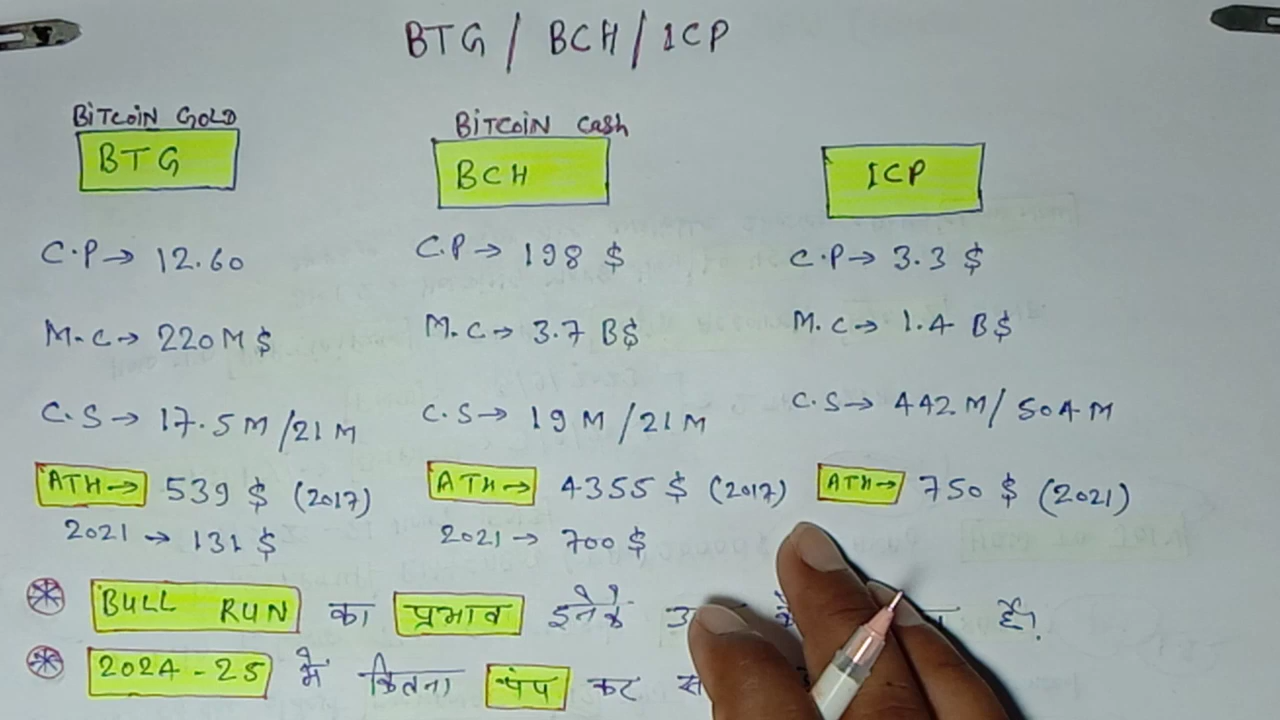 BTG / BCH / ICP
BiTCOiN GOLD
BTG
C.P→ 12.60
M.C→ 220 M $
C.S→ 17.5 M /21 M
ATH→ 539 $ (2017)
2021 → 131 $
BiTCOiN Cash
BCH
C.P→ 198 $
M.C→ 3.7 B$
C.S→ 19 M /21 M
ATH→ 4355 $ (2017)
2021→ 700 $
ICP
C.P→ 3.3 $
M.C→ 1.4 B$
C.S→ 442 M/ 504 M
ATH→ 750 $ (2021)
BULL RUN का प्रभाव इनके है।
2024-25 मे कितना पंप कर